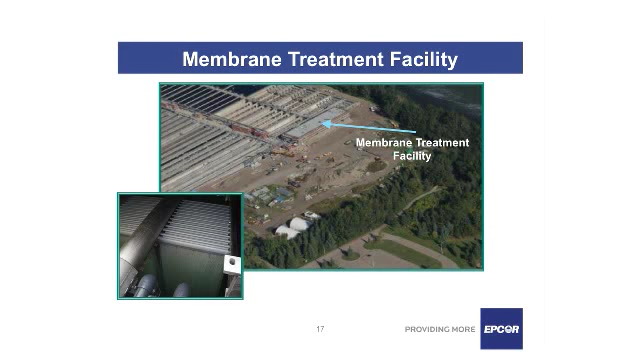 Membrane Treatment Facility
Membrane Treatment
Facility
17
PROVIDING MORE
EPCOR